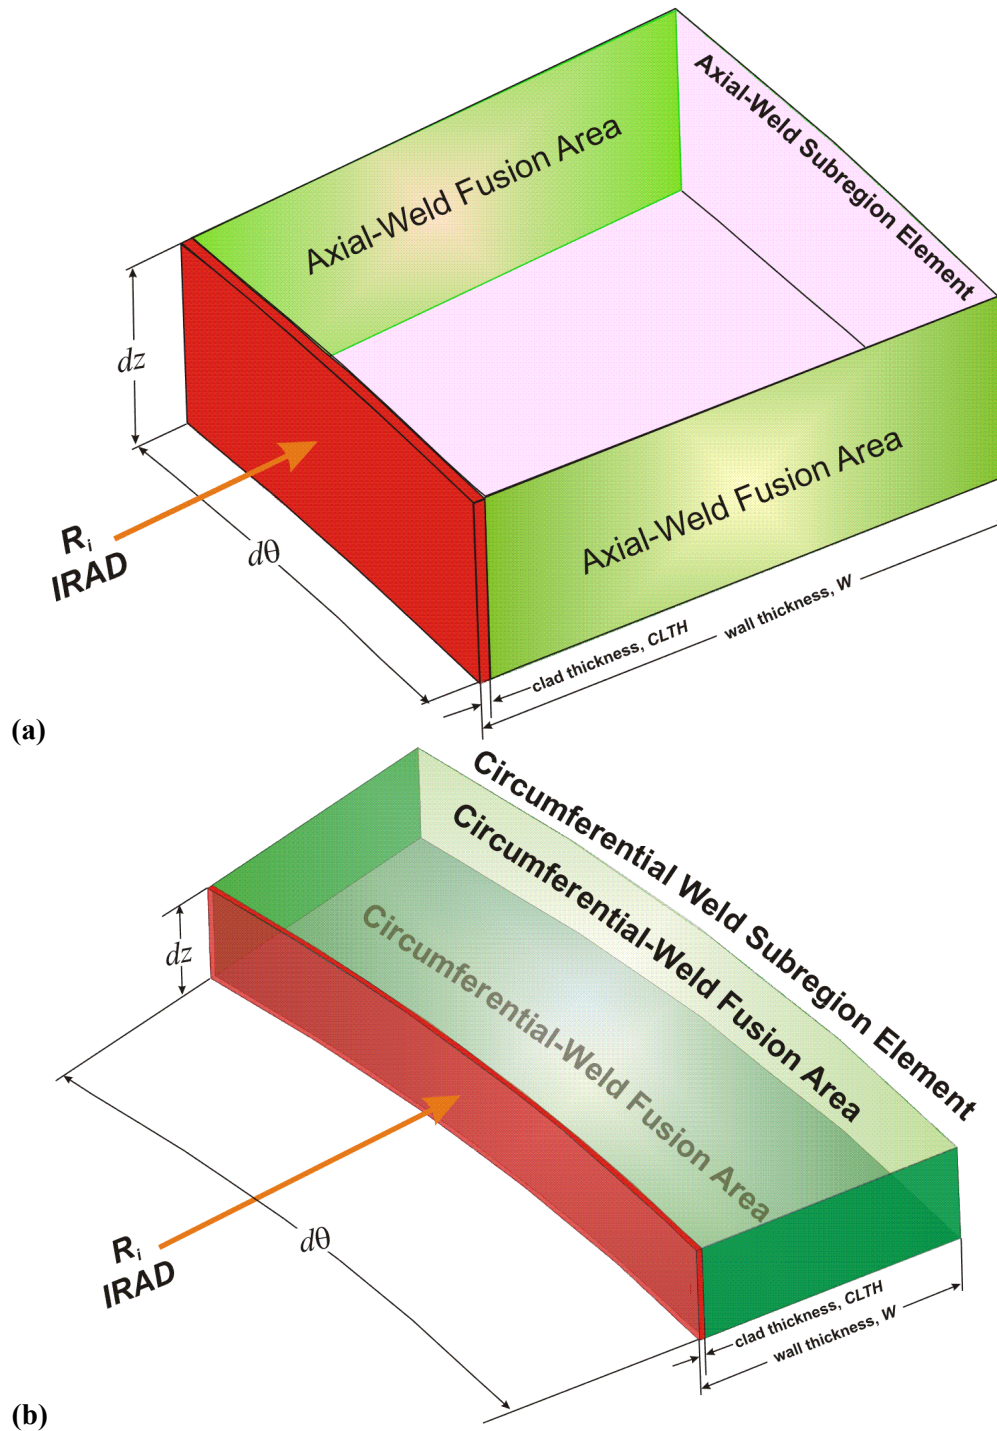 Axial-Weld Subregion Element
Axial-Weld Fusion Area
dz
Axial-Weld Fusion Area
Ri
IRAD
dθ
clad thickness, CLTH
wall thickness, W
(a)
Circumferential Weld Subregion Element
Circumferential-Weld Fusion Area
Circumferential-Weld Fusion Area
dz
Ri
IRAD
dθ
clad thickness, CLTH
wall thickness, W
(b)